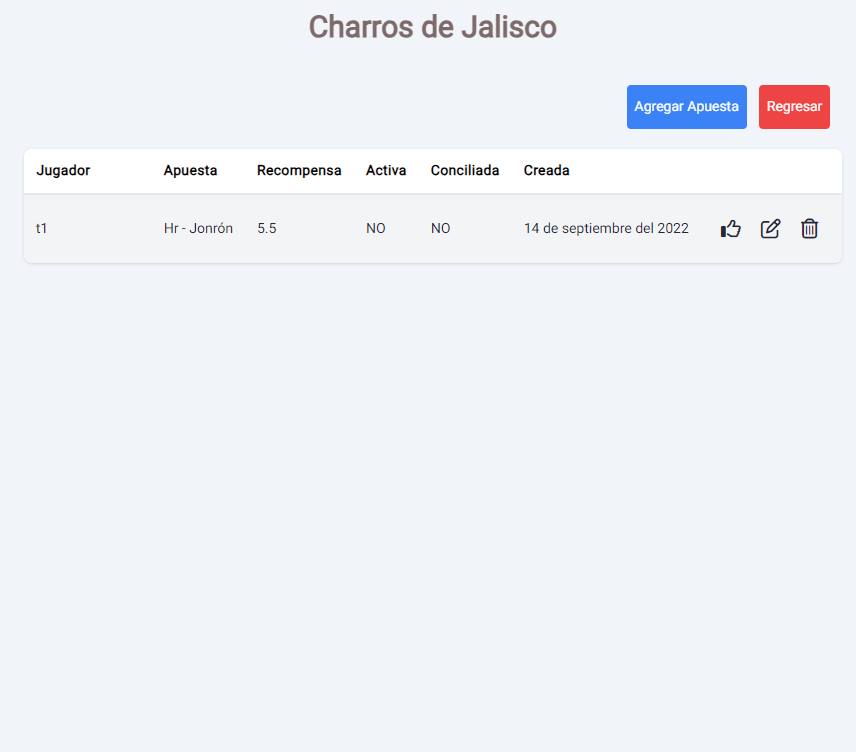 Charros de Jalisco
Agregar Apuesta Regresar
Jugador Apuesta Recompensa Activa Conciliada Creada
t1 Hr - Jonrón 5.5 NO NO 14 de septiembre del 2022